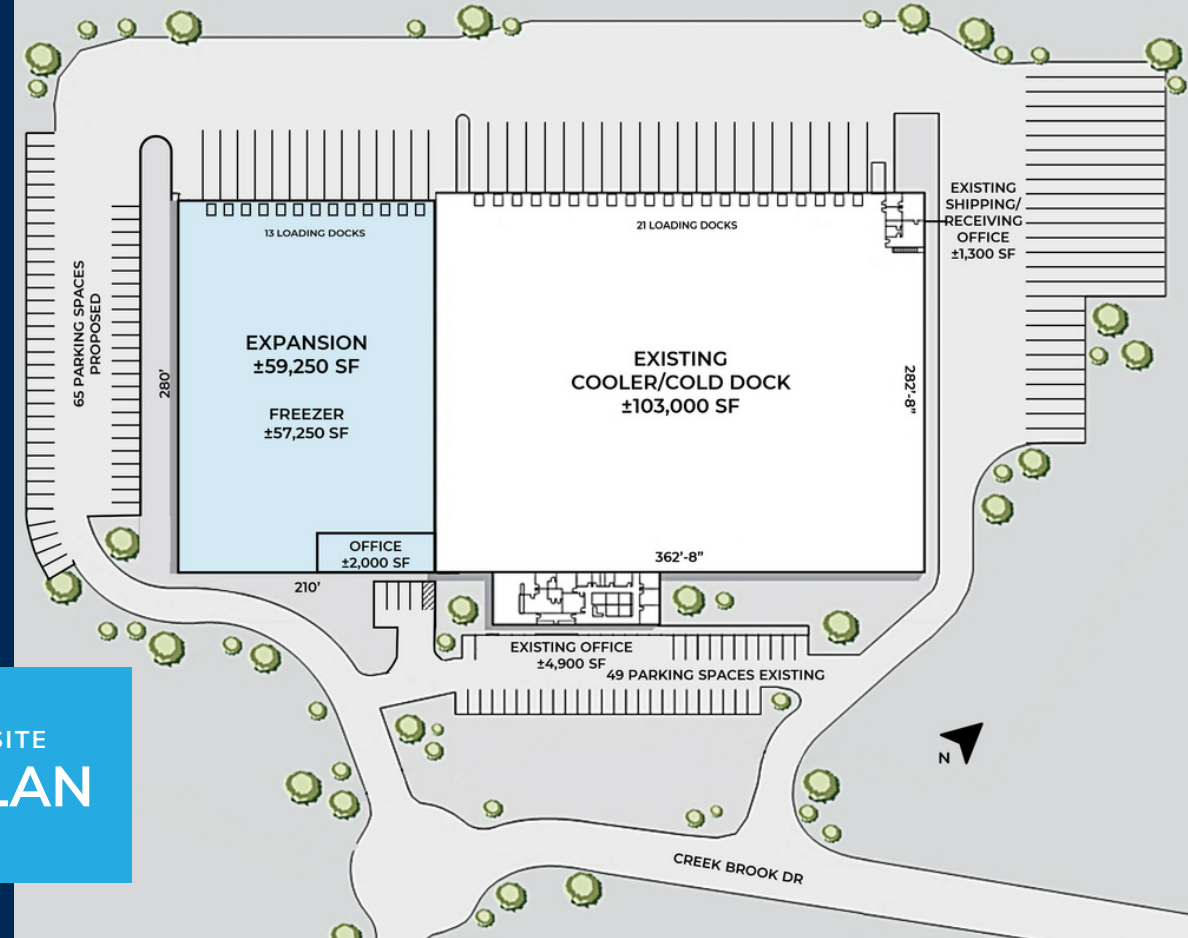 13 LOADING DOCKS
21 LOADING DOCKS
EXISTING
SHIPPING/
RECEIVING
OFFICE
±1,300 SF
65 PARKING SPACES
PROPOSED
280'
EXPANSION
±59,250 SF
FREEZER
±57,250 SF
EXISTING
COOLER/COLD DOCK
±103,000 SF
282'-8"
OFFICE
±2,000 SF
362'-8"
210'
EXISTING OFFICE
±4,900 SF
49 PARKING SPACES EXISTING
SITE
LAN
N
CREEK BROOK DR